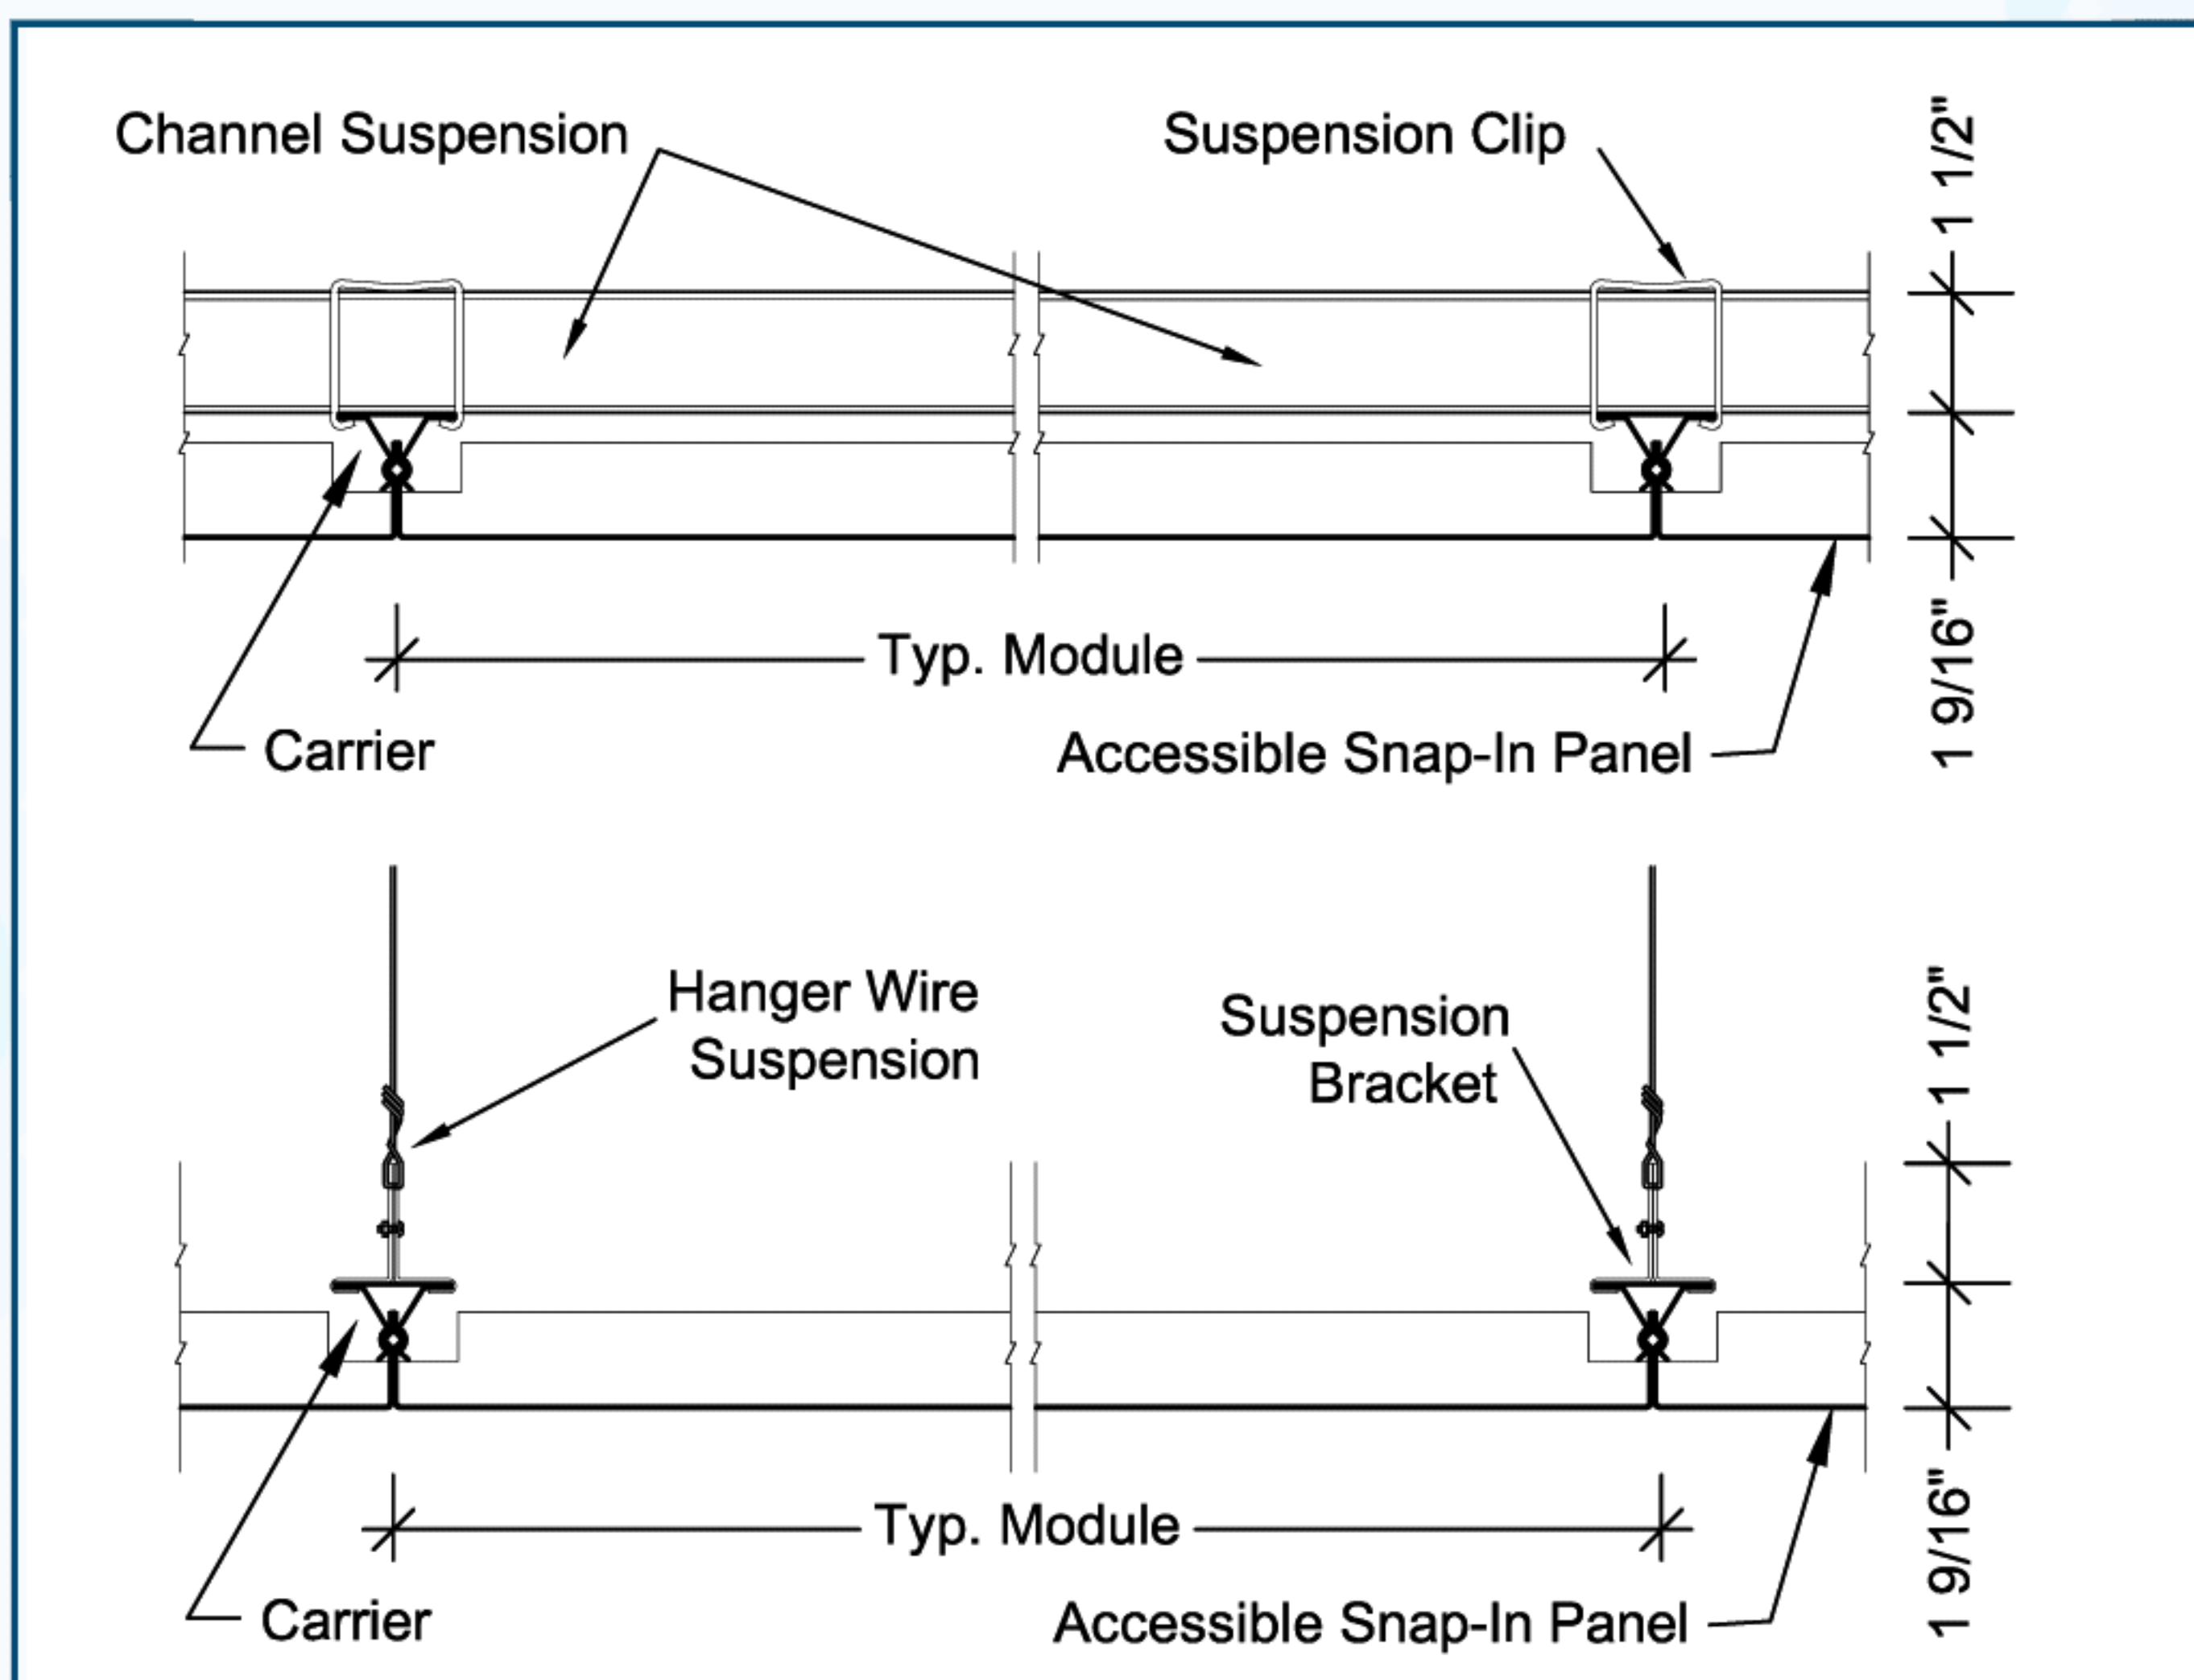 Channel Suspension
Suspension Clip
1 1/2"
Typ. Module
1 9/16"
Carrier
Accessible Snap-In Panel
Hanger Wire
Suspension
Suspension
Bracket
1 1/2"
Typ. Module
1 9/16"
Carrier
Accessible Snap-In Panel